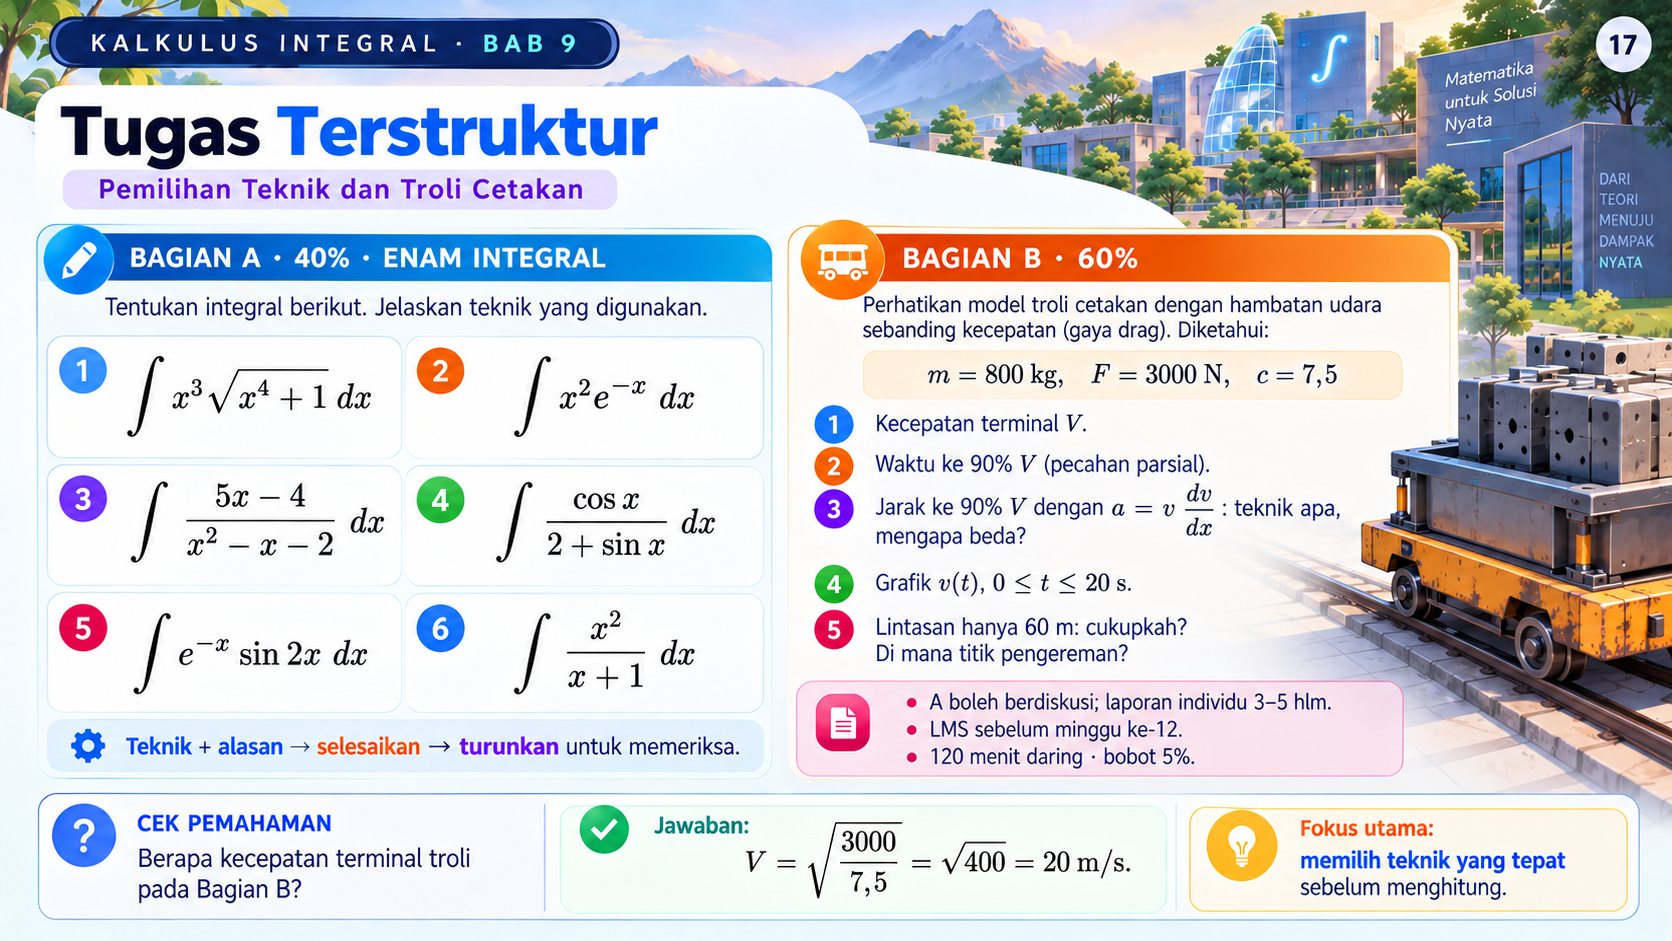 KALKULUS INTEGRAL · BAB 9
17
Matematika
untuk Solusi
Nyata
DARI
TEORI
MENUJU
DAMPAK
NYATA
∫
Tugas Terstruktur
Pemilihan Teknik dan Troli Cetakan
BAGIAN A · 40% · ENAM INTEGRAL
Tentukan integral berikut. Jelaskan teknik yang digunakan.
1 ∫ x³√(x⁴ + 1) dx
2 ∫ x²e⁻ˣ dx
3 ∫ (5x − 4)/(x² − x − 2) dx
4 ∫ cos x/(2 + sin x) dx
5 ∫ e⁻ˣ sin 2x dx
6 ∫ x²/(x + 1) dx
Teknik + alasan → selesaikan → turunkan untuk memeriksa.
BAGIAN B · 60%
Perhatikan model troli cetakan dengan hambatan udara
sebanding kecepatan (gaya drag). Diketahui:
m = 800 kg, F = 3000 N, c = 7,5
1 Kecepatan terminal V.
2 Waktu ke 90% V (pecahan parsial).
3 Jarak ke 90% V dengan a = v dv/dx : teknik apa,
mengapa beda?
4 Grafik v(t), 0 ≤ t ≤ 20 s.
5 Lintasan hanya 60 m: cukupkah?
Di mana titik pengereman?
• A boleh berdiskusi; laporan individu 3–5 hlm.
• LMS sebelum minggu ke-12.
• 120 menit daring · bobot 5%.
?
CEK PEMAHAMAN
Berapa kecepatan terminal troli
pada Bagian B?
Jawaban:
V = √(3000/7,5) = √400 = 20 m/s.
Fokus utama:
memilih teknik yang tepat
sebelum menghitung.